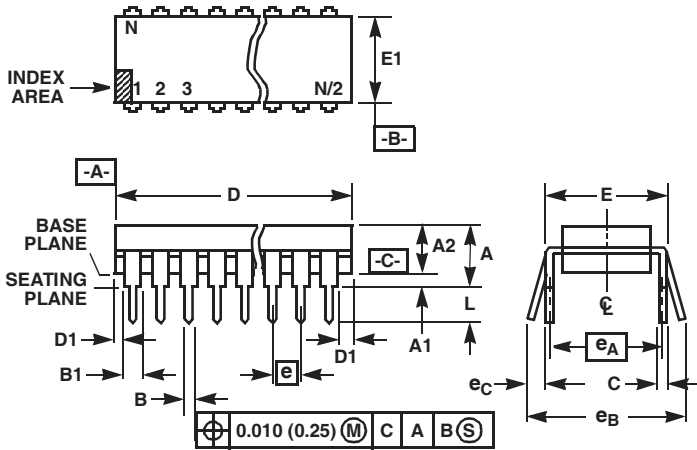 N
E1
INDEX
AREA
1 2 3 N/2
-B-
-A-
D
E
BASE
PLANE
A2
A
-C-
SEATING
PLANE
L
D1
A1
D1
B1
e
B
eA
eC
C
eB
0.010 (0.25) M C A B S
CL